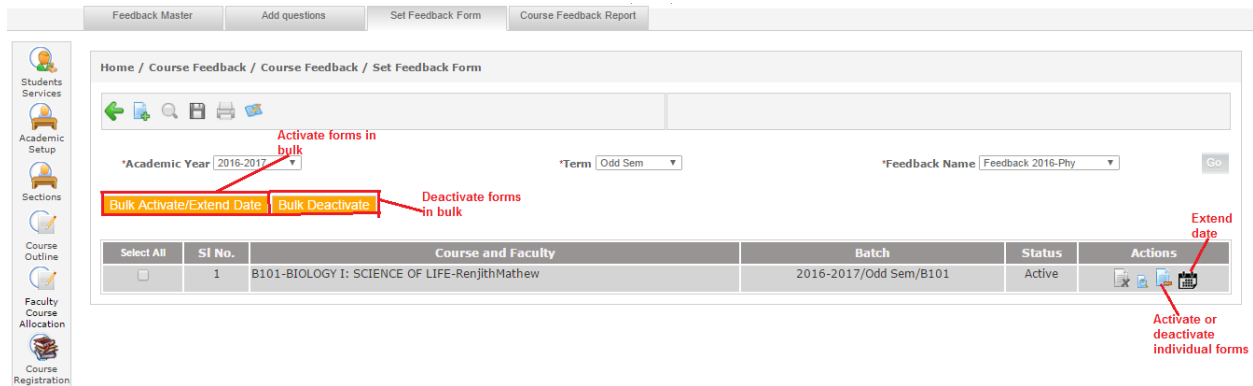 Feedback Master
Add questions
Set Feedback Form
Course Feedback Report
Students
Services
Academic
Setup
Sections
Course
Outline
Faculty
Course
Allocation
Course
Registration
Home / Course Feedback / Course Feedback / Set Feedback Form
Activate forms in
bulk
*Academic Year 2016-2017
*Term Odd Sem
*Feedback Name Feedback 2016-Phy
Go
Bulk Activate/Extend Date
Bulk Deactivate
Deactivate forms
in bulk
Extend
date
Select All Sl No. Course and Faculty Batch Status Actions
1 B101-BIOLOGY I: SCIENCE OF LIFE-RenjithMathew 2016-2017/Odd Sem/B101 Active
Activate or
deactivate
individual forms